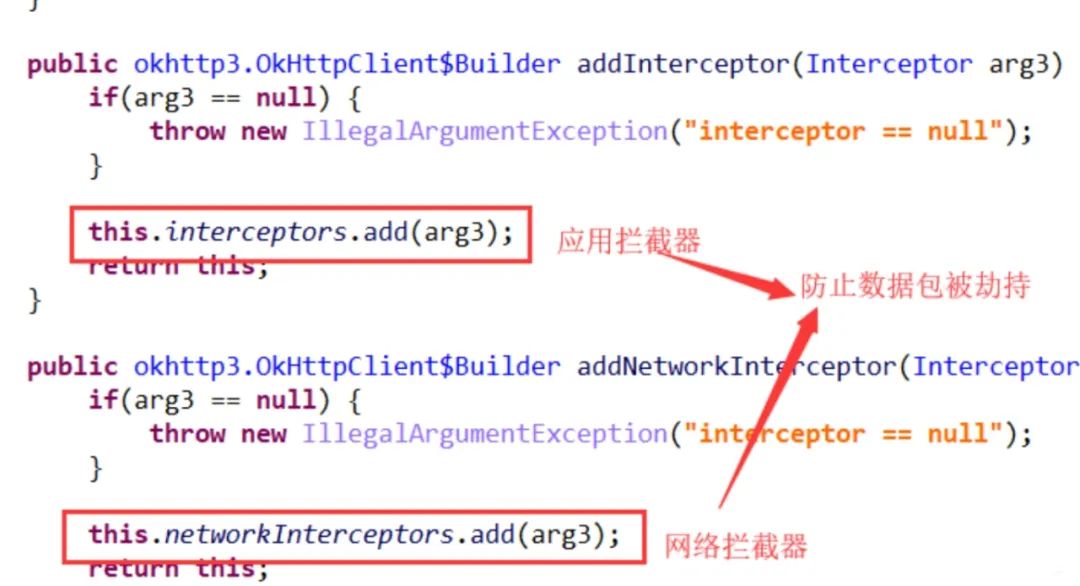 }
public okhttp3.OkHttpClient$Builder addInterceptor(Interceptor arg3)
if(arg3 == null) {
throw new IllegalArgumentException("interceptor == null");
}
this.interceptors.add(arg3);
应用拦截器
return this;
防止数据包被劫持
}
public okhttp3.OkHttpClient$Builder addNetworkInterceptor(Interceptor
if(arg3 == null) {
throw new IllegalArgumentException("interceptor == null");
}
this.networkInterceptors.add(arg3);
网络拦截器
return this;